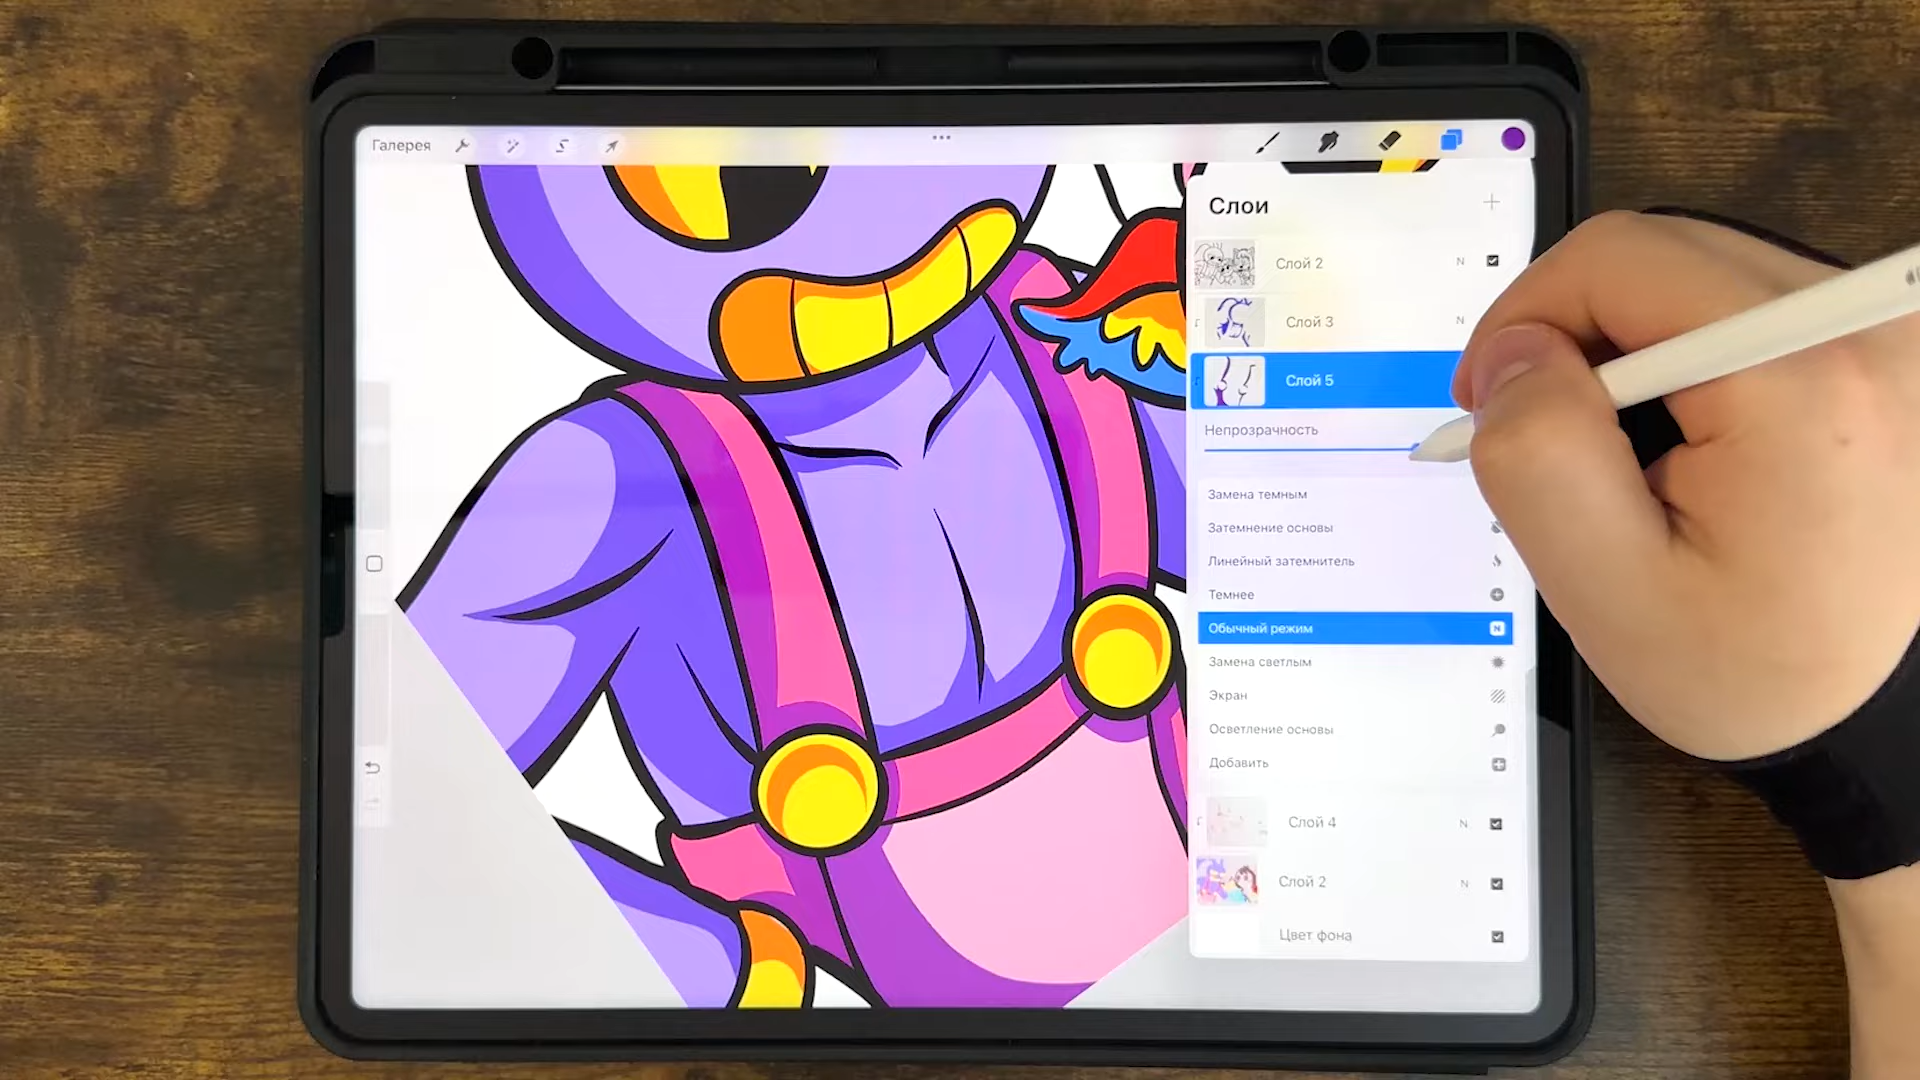 Галерея
Слои
Слой 2
N
Слой 3
N
Слой 5
Непрозрачность
Замена темным
Затемнение основы
Линейный затемнитель
Темнее
Обычный режим
N
Замена светлым
Экран
Осветление основы
Добавить
Слой 4
N
Слой 2
N
Цвет фона